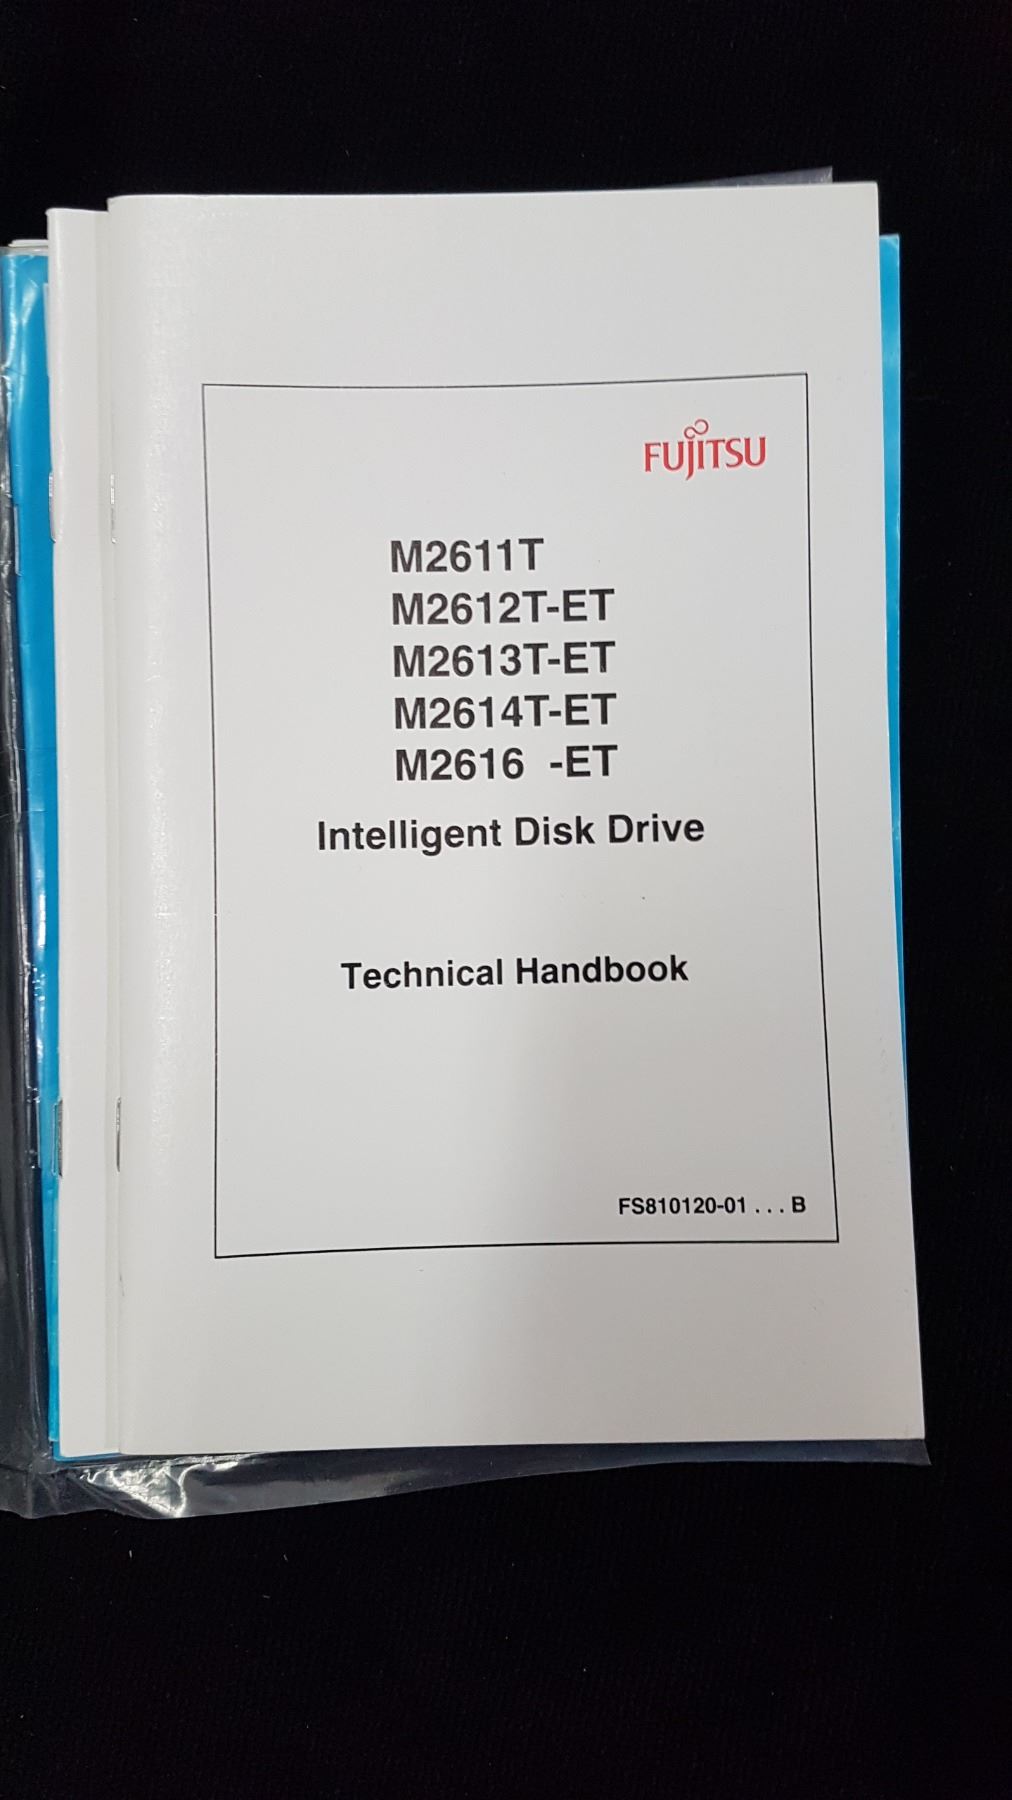 FUJITSU
M2611T
M2612T-ET
M2613T-ET
M2614T-ET
M2616 -ET
Intelligent Disk Drive
Technical Handbook
FS810120-01 . . . B